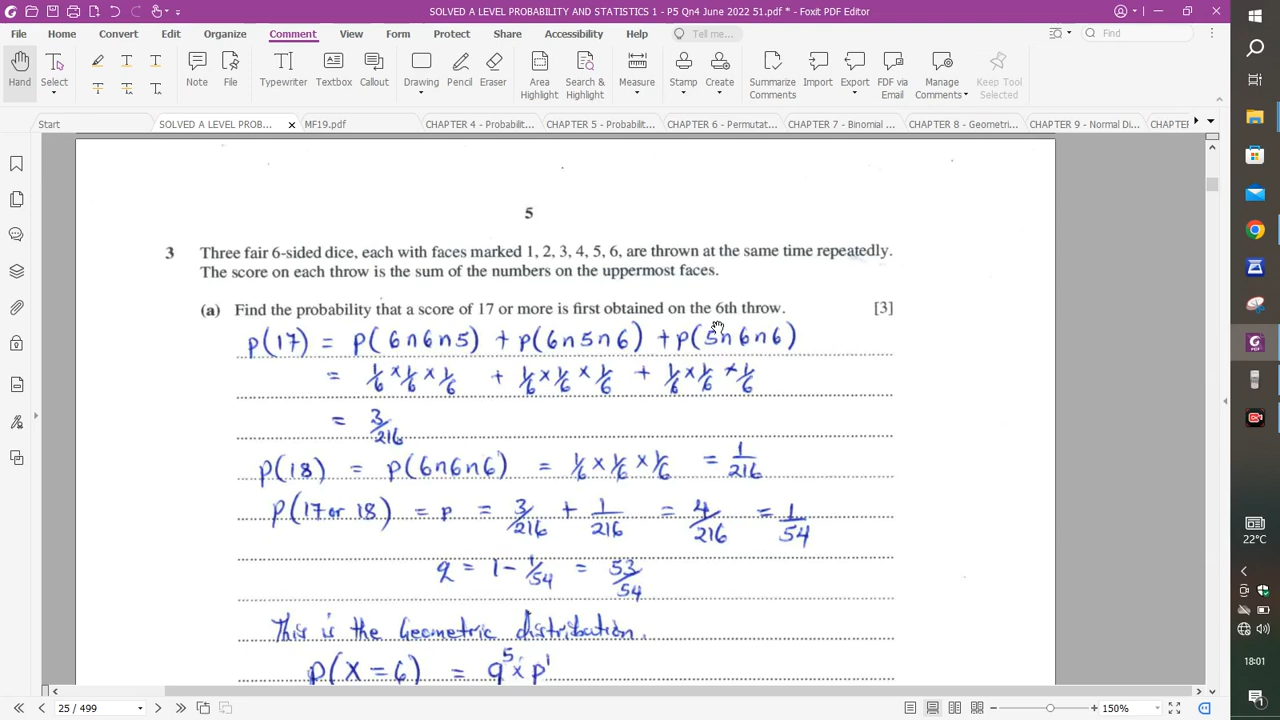 SOLVED A LEVEL PROBABILITY AND STATISTICS 1 - P5 Qn4 June 2022 51.pdf * - Foxit PDF Editor
File Home Convert Edit Organize Comment View Form Protect Share Accessibility Help Tell me... Find
Hand Select Note File Typewriter Textbox Callout Drawing Pencil Eraser Area Highlight Search & Highlight Measure Stamp Create Summarize Comments Import Export FDF via Email Manage Comments Keep Tool Selected
Start SOLVED A LEVEL PROB... MF19.pdf CHAPTER 4 - Probabilit... CHAPTER 5 - Probabilit... CHAPTER 6 - Permutat... CHAPTER 7 - Binomial ... CHAPTER 8 - Geometri... CHAPTER 9 - Normal Di... CHAPTE
5
3 Three fair 6-sided dice, each with faces marked 1, 2, 3, 4, 5, 6, are thrown at the same time repeatedly.
The score on each throw is the sum of the numbers on the uppermost faces.
(a) Find the probability that a score of 17 or more is first obtained on the 6th throw. [3]
P(17) = P(6∩6∩5) + P(6∩5∩6) + P(5∩6∩6)
= 1/6 × 1/6 × 1/6 + 1/6 × 1/6 × 1/6 + 1/6 × 1/6 × 1/6
= 3/216
P(18) = P(6∩6∩6) = 1/6 × 1/6 × 1/6 = 1/216
P(17 or 18) = p = 3/216 + 1/216 = 4/216 = 1/54
q = 1 - 1/54 = 53/54
This is the Geometric distribution.
P(X = 6) = q⁵ × p¹
25 / 499 150%
22°C
18:01